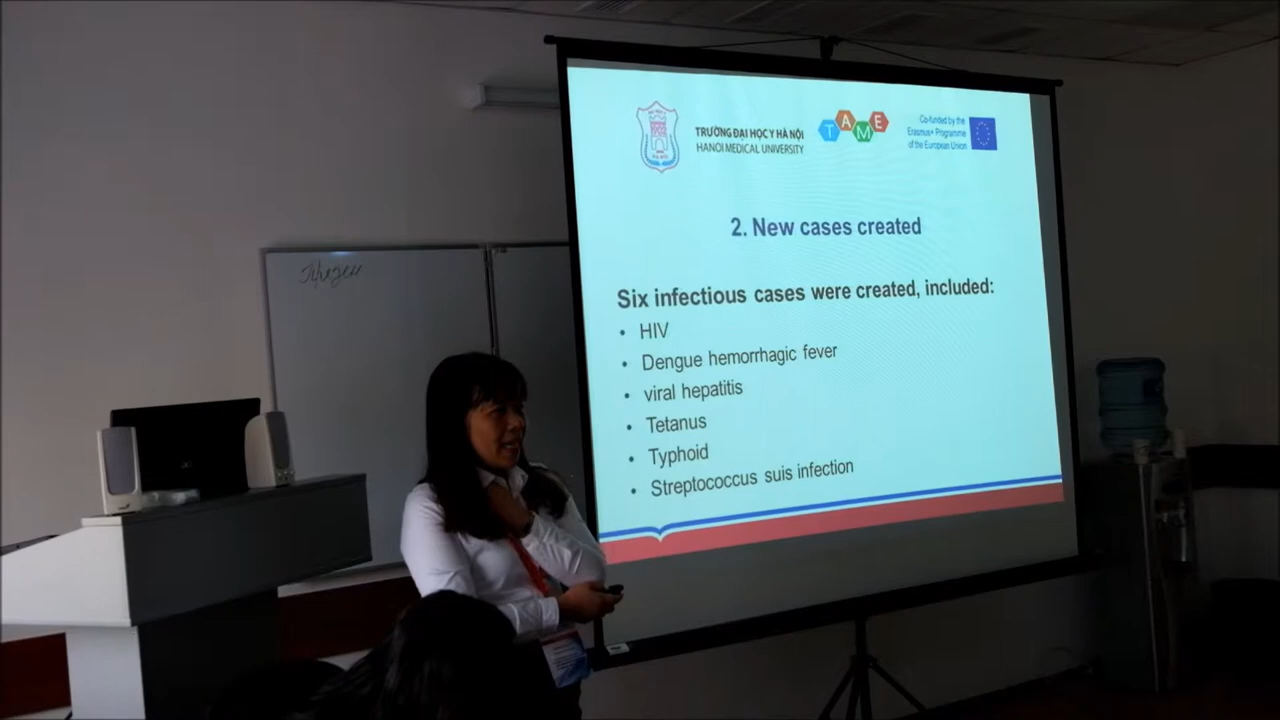 TRƯỜNG ĐẠI HỌC Y HÀ NỘI
HANOI MEDICAL UNIVERSITY
TAME
Co-funded by the
Erasmus+ Programme
of the European Union
2. New cases created
Six infectious cases were created, included:
• HIV
• Dengue hemorrhagic fever
• viral hepatitis
• Tetanus
• Typhoid
• Streptococcus suis infection